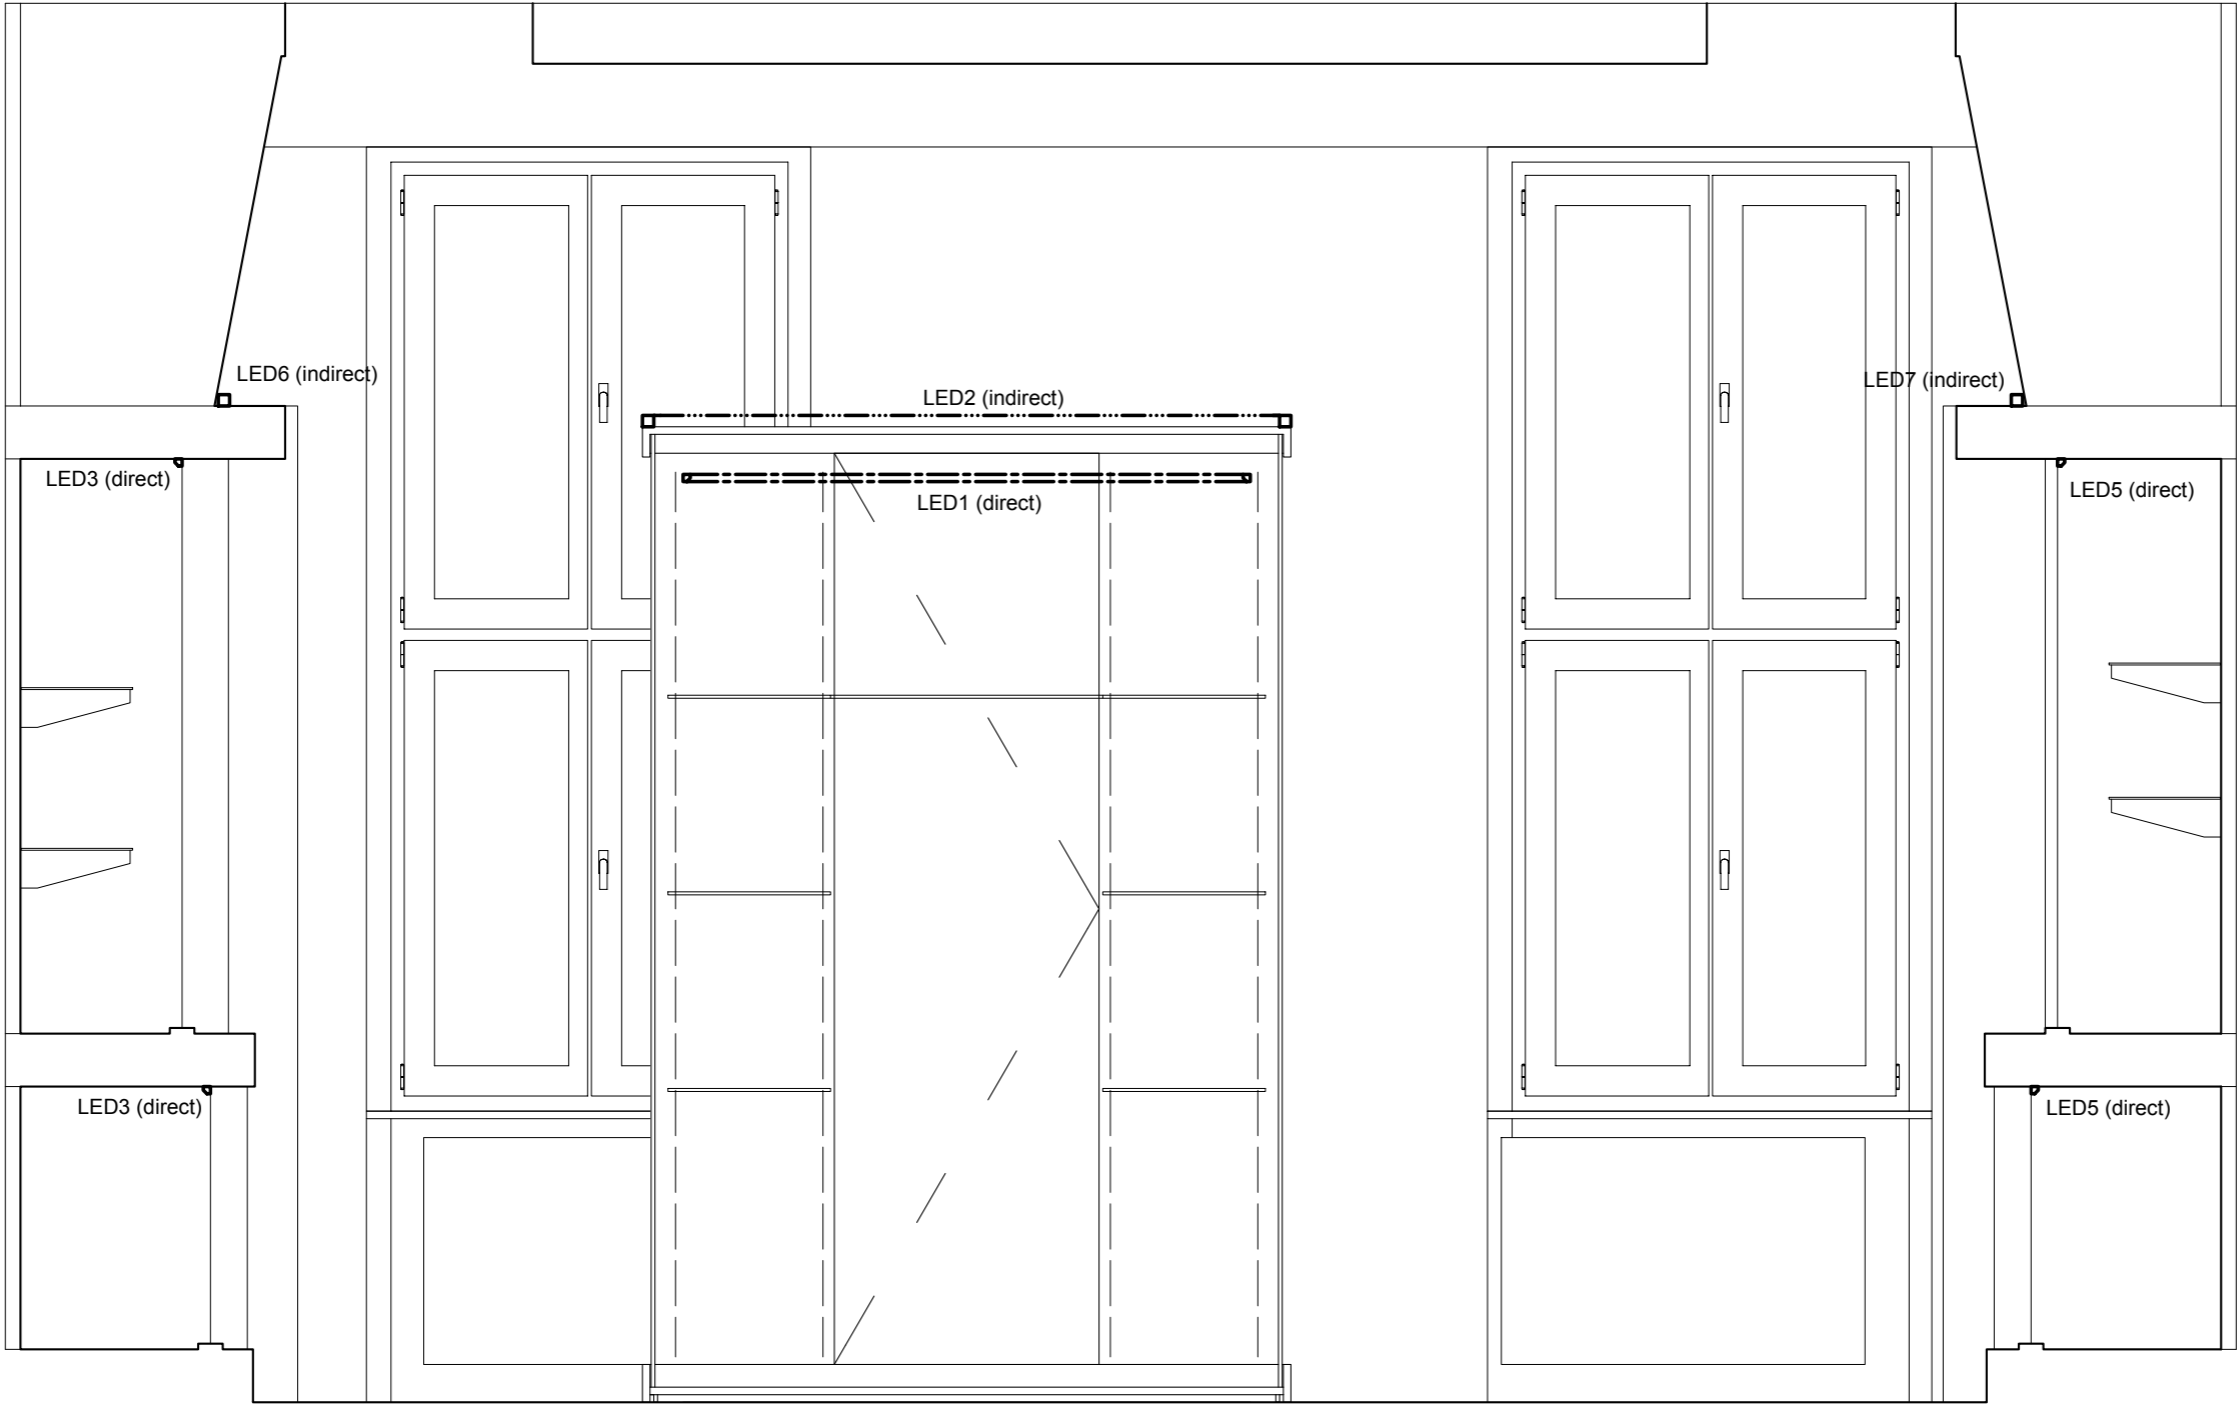 LED6 (indirect)
LED7 (indirect)
LED2 (indirect)
LED3 (direct)
LED5 (direct)
LED1 (direct)
LED3 (direct)
LED5 (direct)